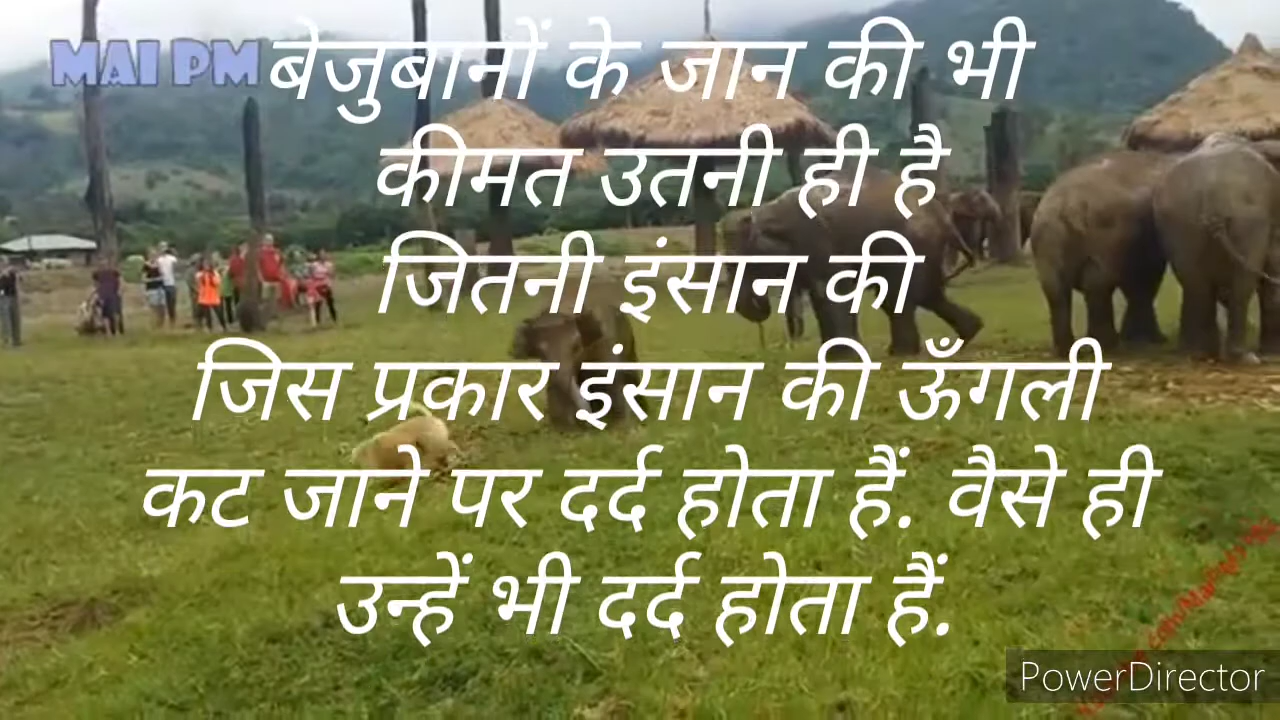 MAI PM
बेजुबानों के जान की भी
कीमत उतनी ही है
जितनी इंसान की
जिस प्रकार इंसान की ऊँगली
कट जाने पर दर्द होता हैं. वैसे ही
उन्हें भी दर्द होता हैं.
PowerDirector